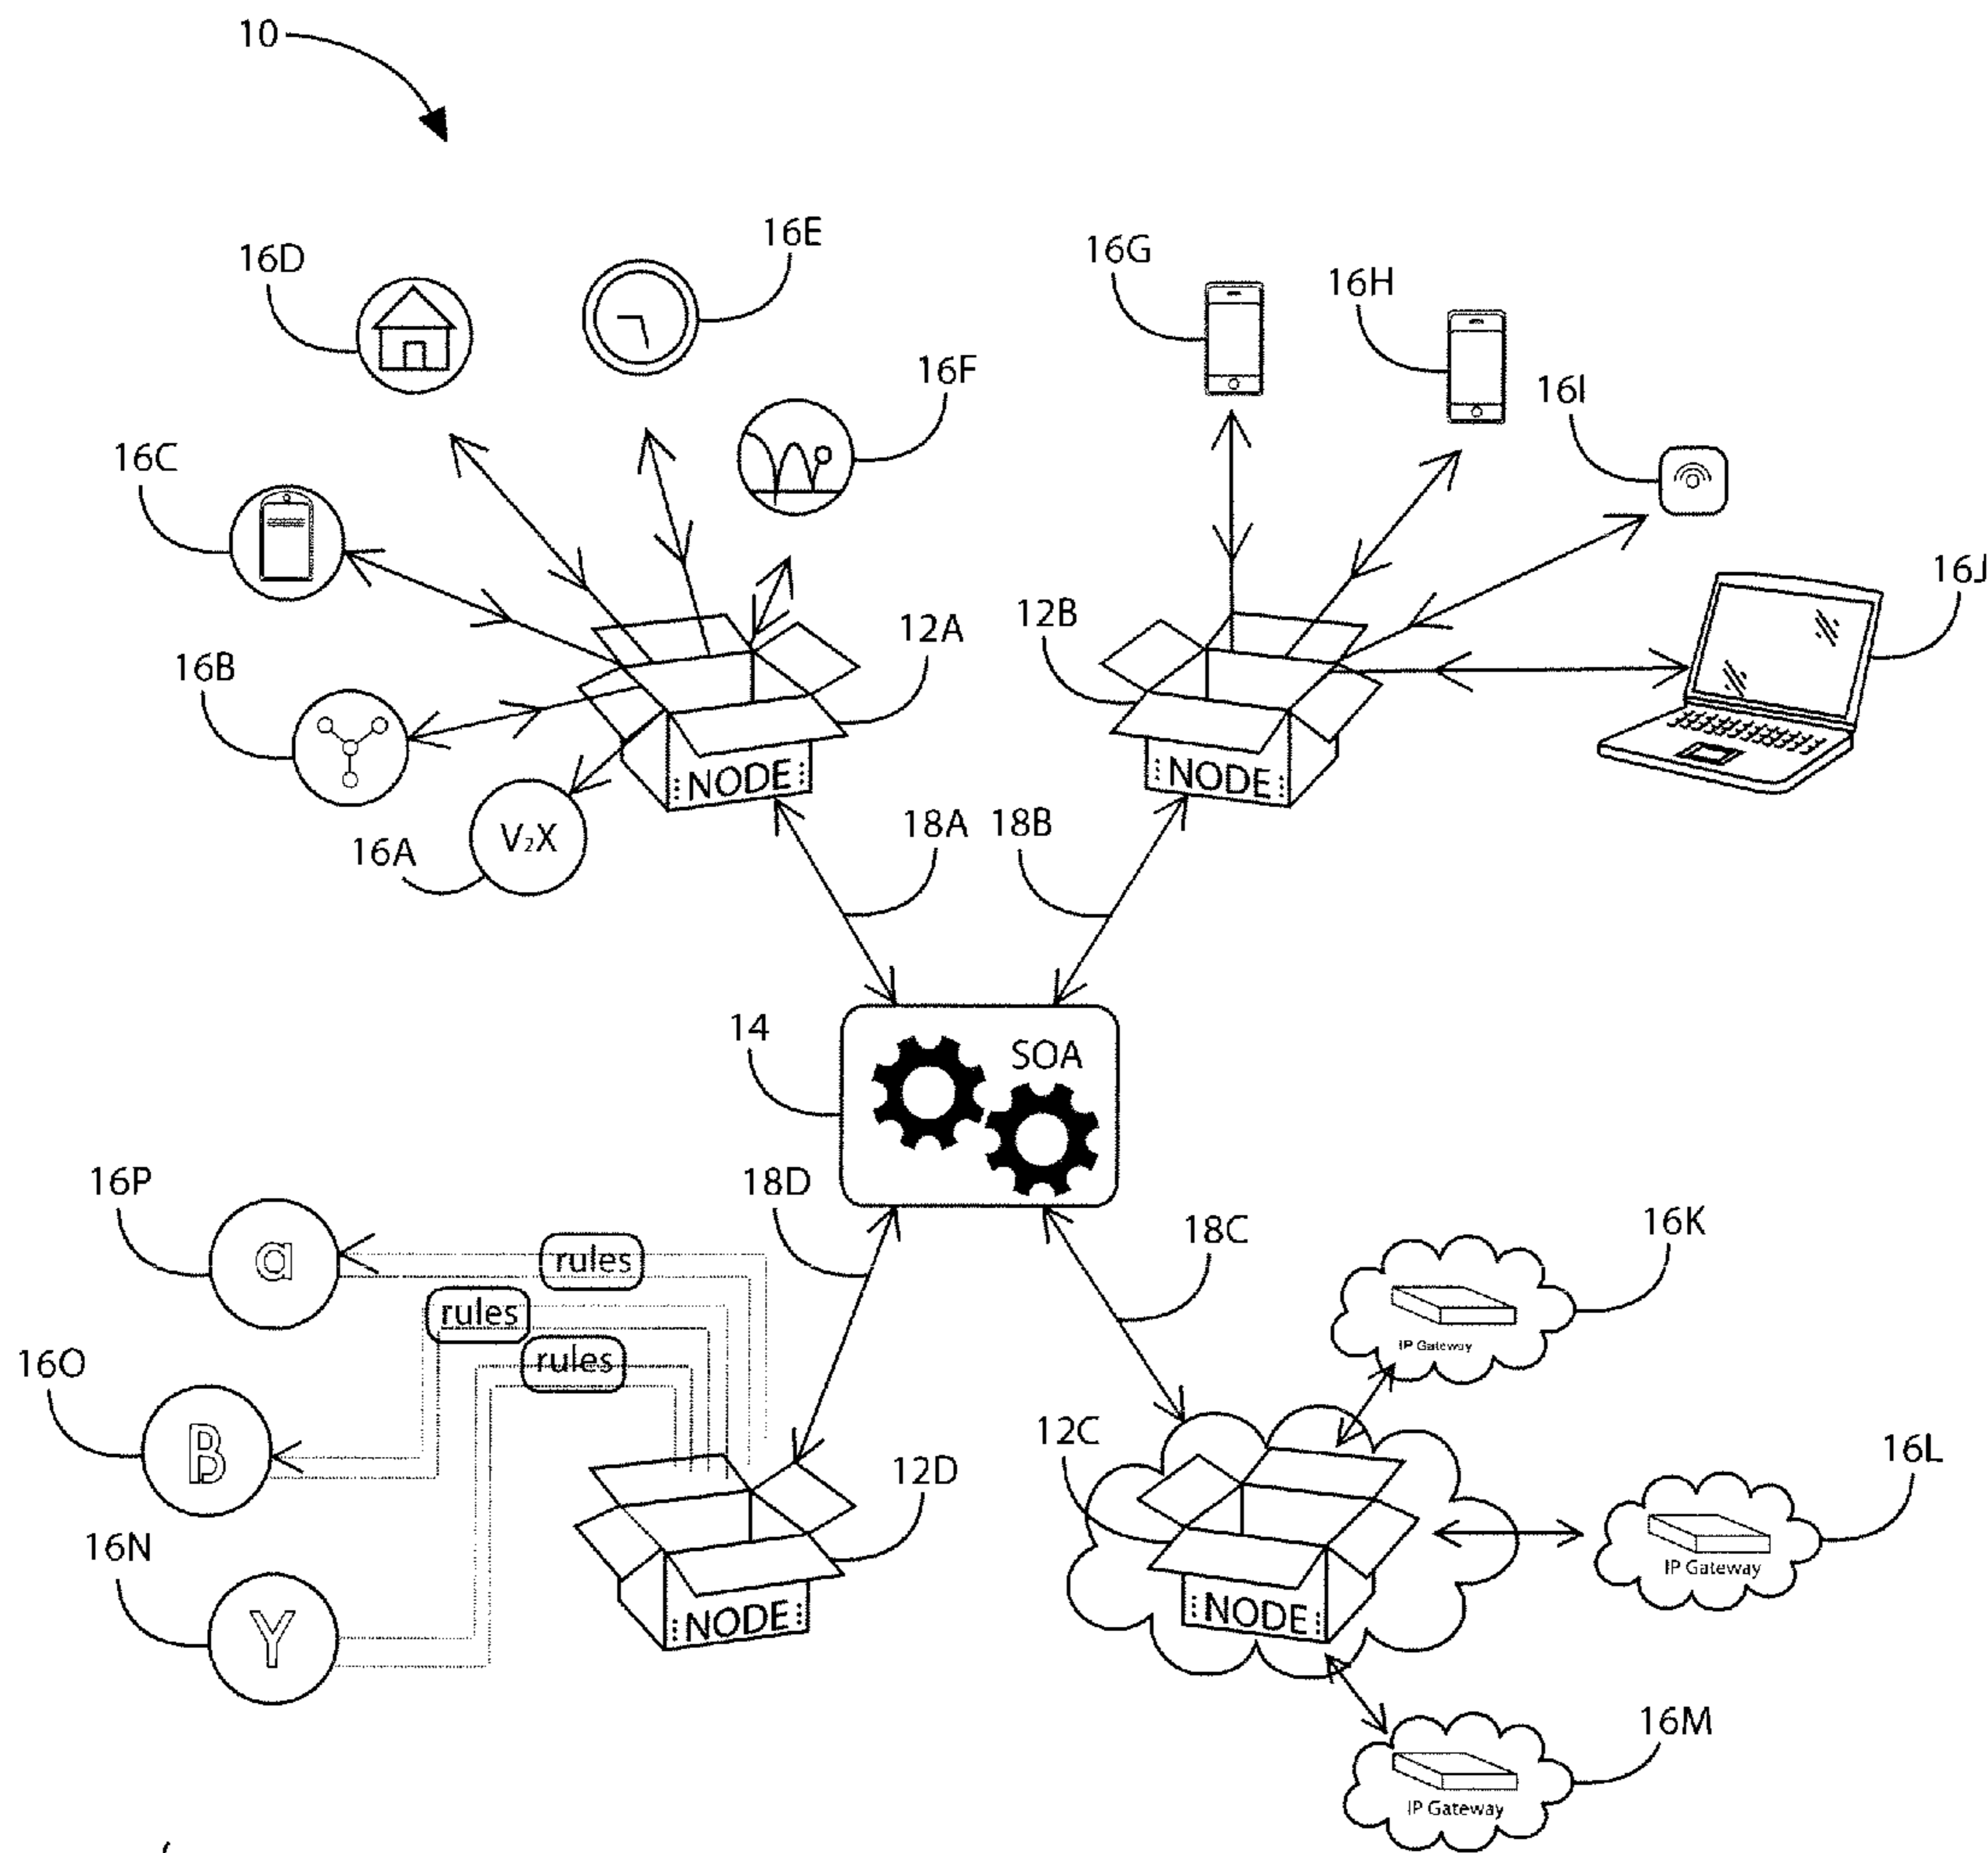 10
16E
16D
16G
16H
16F
16I
16C
16J
12A
12B
16B
NODE
NODE
18A
18B
V₂X
16A
14
SOA
16P
18D
18C
16K
a
rules
rules
IP Gateway
rules
16O
B
12C
12D
16L
16N
IP Gateway
Y
NODE
NODE
16M
IP Gateway